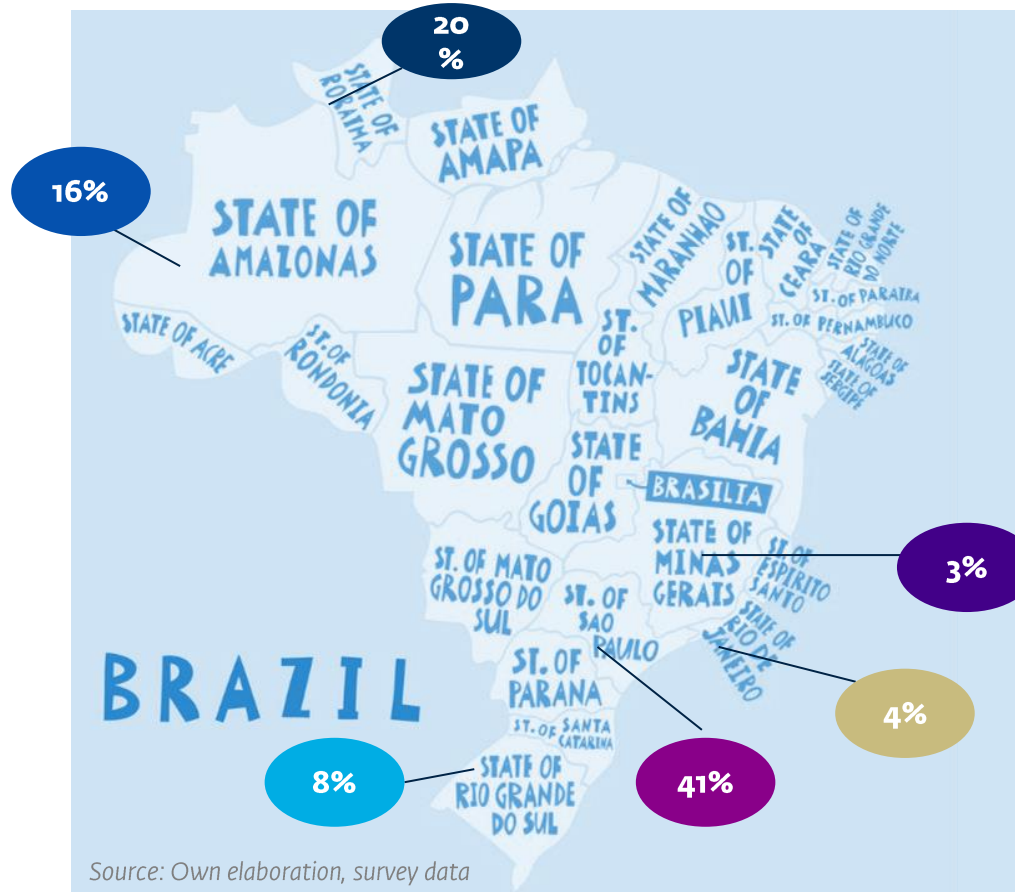 20
%
STATE OF
RORAIMA
STATE OF
AMAPA
16%
STATE OF
AMAZONAS
STATE OF
PARA
STATE OF
MARANHAO
ST.
OF
PIAUI
STATE
OF
CEARA
STATE OF
RIO GRANDE
DO NORTE
ST. OF PARAIBA
ST. OF PERNAMBUCO
STATE OF
ALAGOAS
STATE OF
SERGIPE
STATE OF ACRE
ST. OF
RONDONIA
ST.
OF
TOCAN-
TINS
STATE OF
MATO
GROSSO
STATE
OF
BAHIA
STATE
OF
GOIAS
BRASILIA
STATE OF
MINAS
GERAIS
3%
ST. OF
ESPIRITO
SANTO
ST. OF MATO
GROSSO DO
SUL
ST. OF
SAO
PAULO
STATE OF
RIO DE
JANEIRO
4%
ST. OF
PARANA
BRAZIL
ST. OF SANTA
CATARINA
8%
41%
STATE OF
RIO GRANDE
DO SUL
Source: Own elaboration, survey data